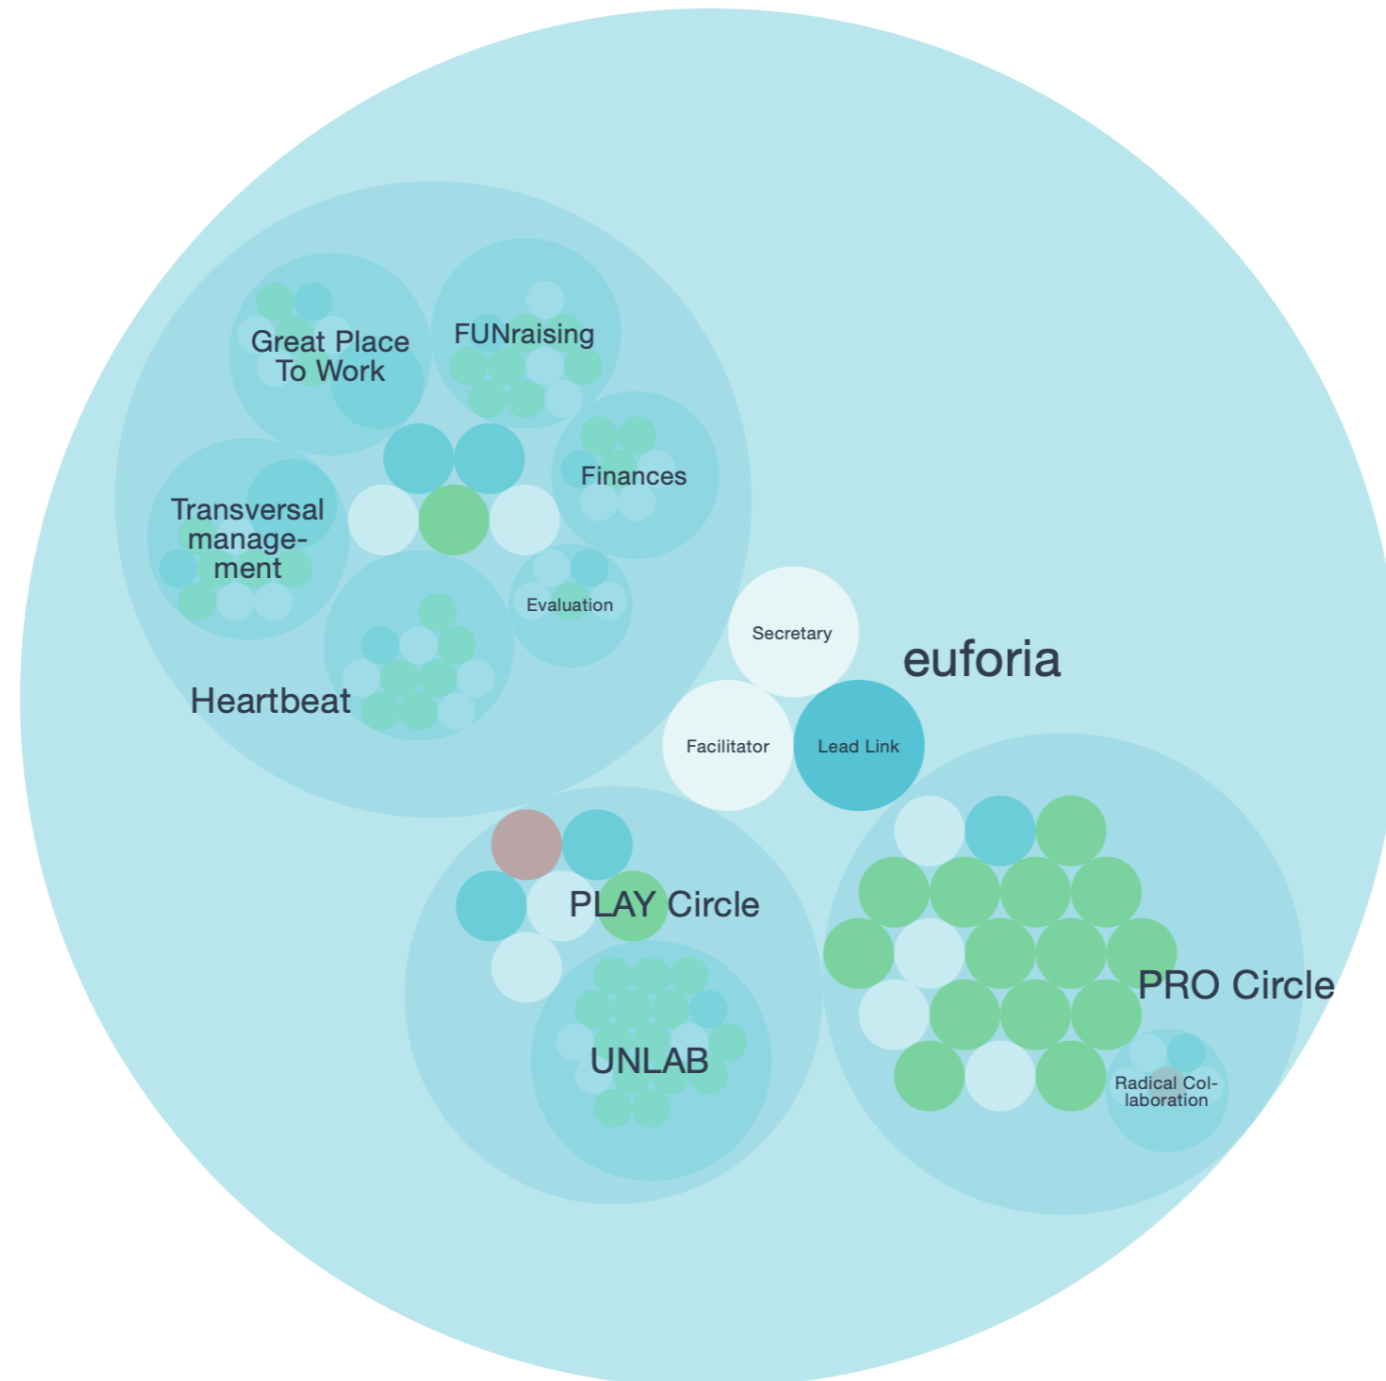 Great Place
To Work
FUNraising
Finances
Transversal
manage-
ment
Evaluation
Heartbeat
Secretary
euforia
Facilitator
Lead Link
PLAY Circle
PRO Circle
UNLAB
Radical Col-
laboration